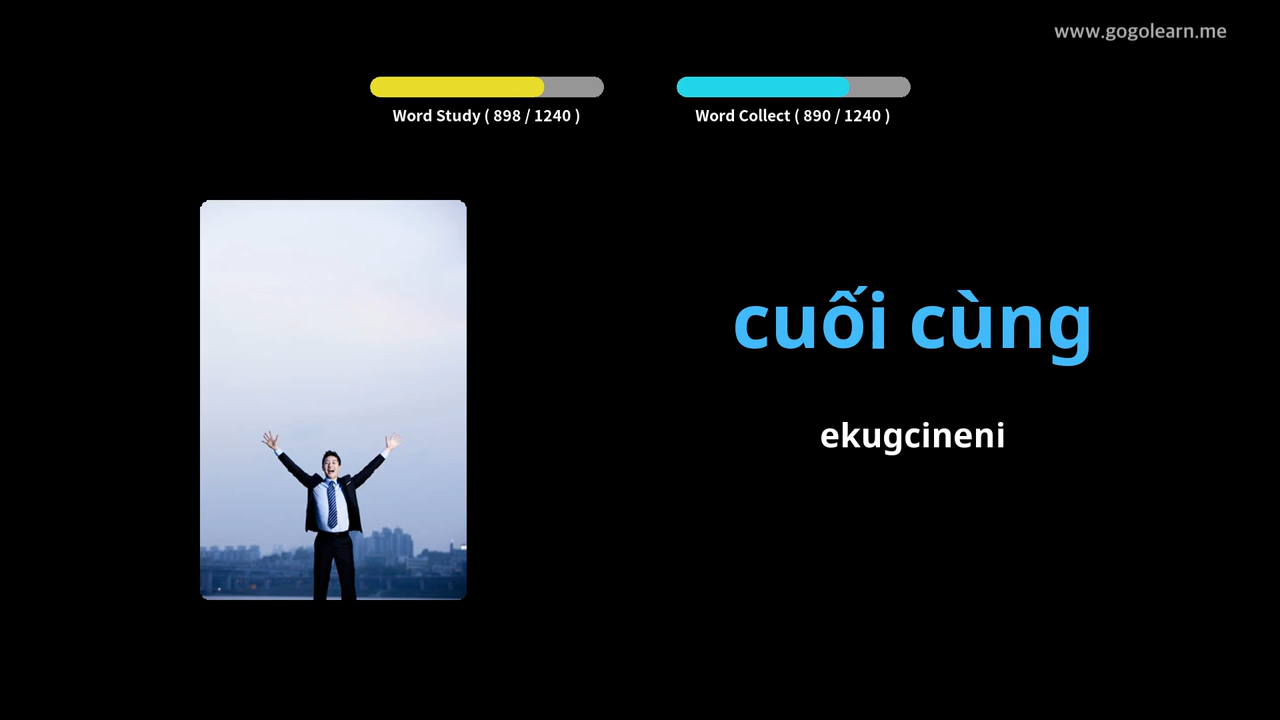 www.gogolearn.me
Word Study ( 898 / 1240 )
Word Collect ( 890 / 1240 )
cuối cùng
ekugcineni